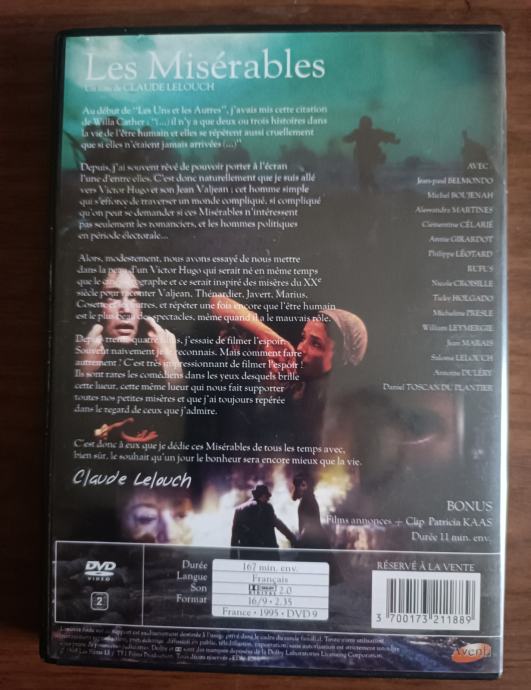 Les Misérables
Un film de CLAUDE LELOUCH
Au début de "Les Uns et les Autres", j'avais mis cette citation
de Willa Cather : "(...) il n'y a que deux ou trois histoires dans
la vie de l'être humain et elles se répètent aussi cruellement
que si elles n'étaient jamais arrivées (...)"
Depuis, j'ai souvent rêvé de pouvoir porter à l'écran
l'une d'entre elles. C'est donc naturellement que je suis allé
vers Victor Hugo et son Jean Valjean ; cet homme simple
qui s'efforce de traverser un monde compliqué, si compliqué
qu'on peut se demander si ces Misérables n'intéressent
pas seulement les romanciers, et les hommes politiques
en période électorale...
Alors, modestement, nous avons essayé de nous mettre
dans la peau d'un Victor Hugo qui serait né en même temps
que le cinématographe et ce serait inspiré des misères du XX°
siècle pour raconter Valjean, Thénardier, Javert, Marius,
Cosette et les autres, et répéter une fois encore que l'être humain
est le plus beau des spectacles, même quand il a le mauvais rôle.
Depuis trente quatre films, j'essaie de filmer l'espoir.
Souvent naïvement je le reconnais. Mais comment faire
autrement ? C'est très impressionnant de filmer l'espoir !
Ils sont rares les comédiens dans les yeux desquels brille
cette lueur, cette même lueur qui nous fait supporter
toutes nos petites misères et que j'ai toujours repérée
dans le regard de ceux que j'admire.
C'est donc à eux que je dédie ces Misérables de tous les temps avec,
bien sûr, le souhait qu'un jour le bonheur sera encore mieux que la vie.
Claude Lelouch
AVEC
Jean-paul BELMONDO
Michel BOUJENAH
Alessandra MARTINES
Clémentine CÉLARIÉ
Annie GIRARDOT
Philippe LÉOTARD
RUFUS
Nicole CROISILLE
Ticky HOLGADO
Micheline PRESLE
William LEYMERGIE
Jean MARAIS
Salomé LELOUCH
Antoine DULÉRY
Daniel TOSCAN DU PLANTIER
BONUS
Films annonces + Clip Patricia KAAS
Durée 11 min. env.
DVD
VIDEO
2
Durée 167 min. env.
Langue Français
Son DOLBY DIGITAL 2.0
Format 16/9 - 2.35
France - 1995 - DVD 9
RÉSERVÉ À LA VENTE
3 700173 211889